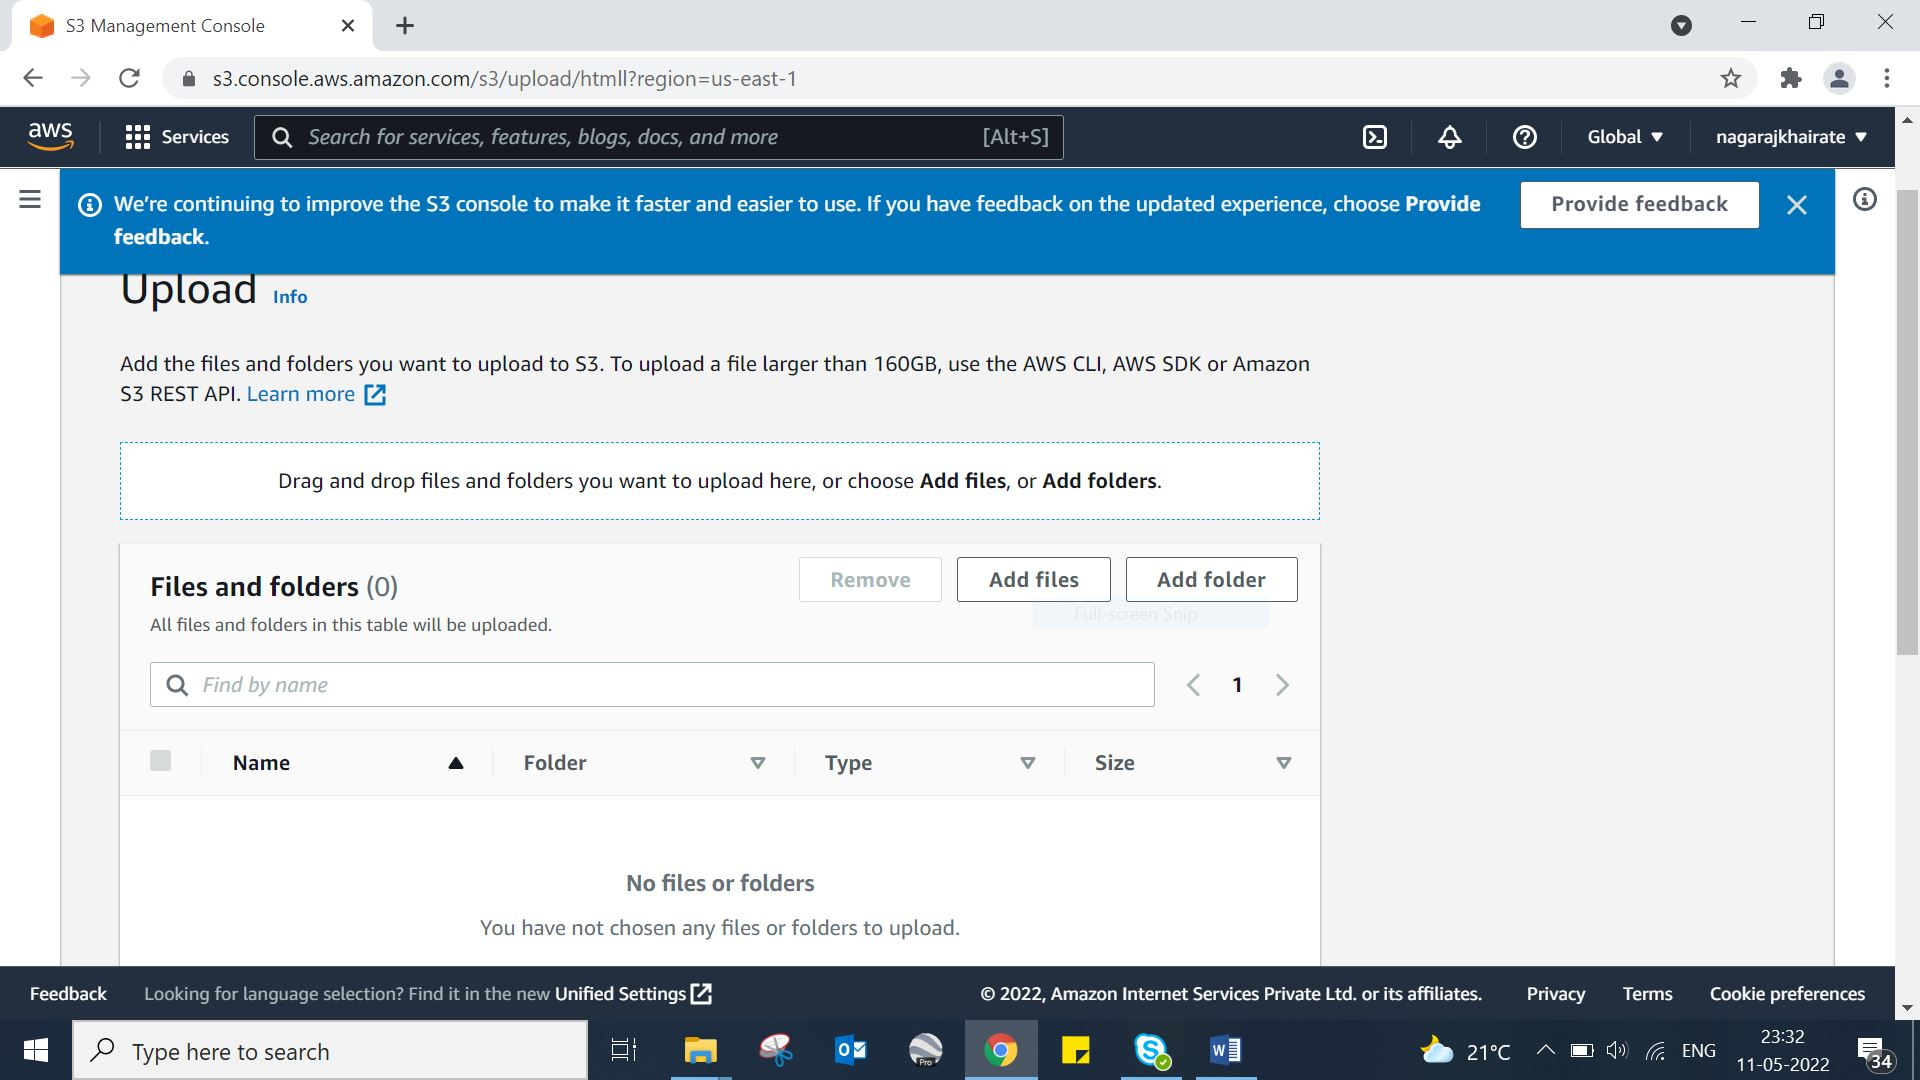 S3 Management Console
s3.console.aws.amazon.com/s3/upload/htmll?region=us-east-1
aws
Services
Search for services, features, blogs, docs, and more
[Alt+S]
Global
nagarajkhairate
We're continuing to improve the S3 console to make it faster and easier to use. If you have feedback on the updated experience, choose Provide
feedback.
Provide feedback
Upload Info
Add the files and folders you want to upload to S3. To upload a file larger than 160GB, use the AWS CLI, AWS SDK or Amazon
S3 REST API. Learn more
Drag and drop files and folders you want to upload here, or choose Add files, or Add folders.
Files and folders (0)
Remove
Add files
Add folder
Full-screen Snip
All files and folders in this table will be uploaded.
Find by name
1
Name
Folder
Type
Size
No files or folders
You have not chosen any files or folders to upload.
Feedback
Looking for language selection? Find it in the new Unified Settings
© 2022, Amazon Internet Services Private Ltd. or its affiliates.
Privacy
Terms
Cookie preferences
Type here to search
Pro
21°C
ENG
23:32
11-05-2022
34